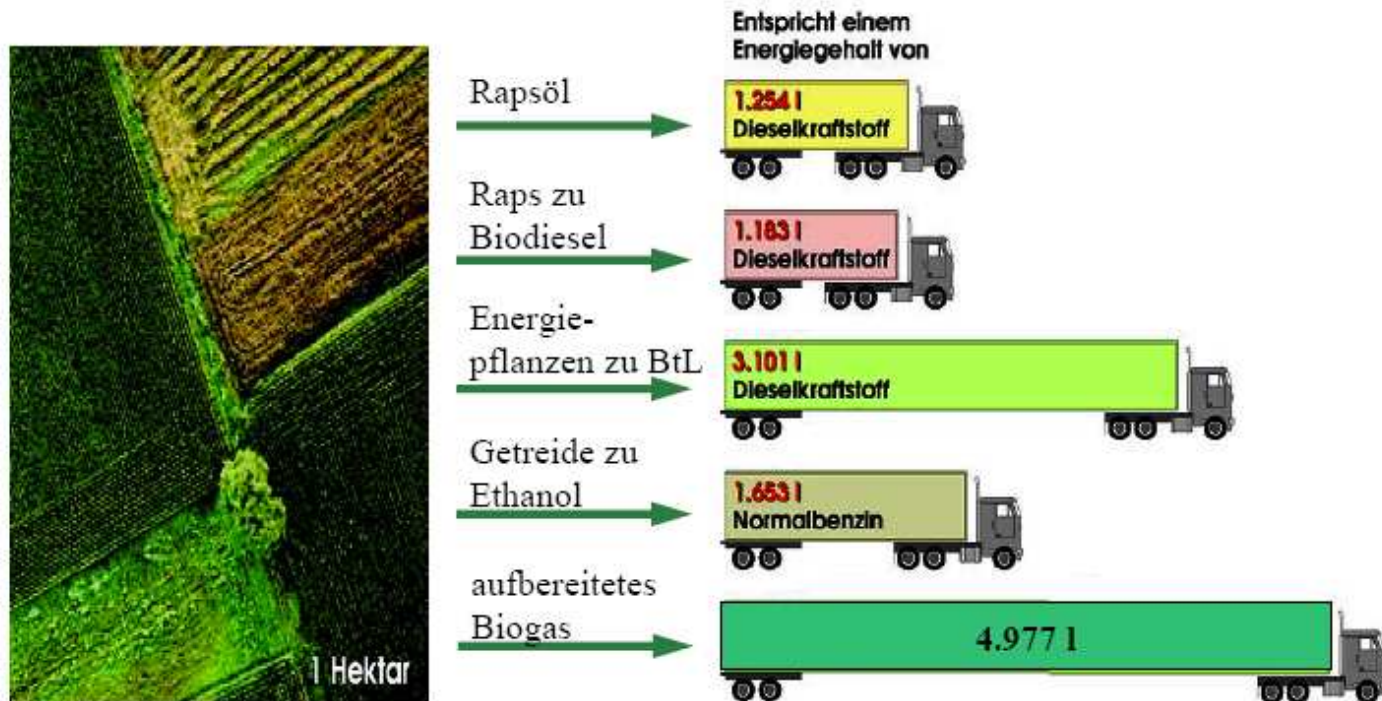 Entspricht einem
Energiegehalt von
Rapsöl
1.254 l
Dieselkraftstoff
Raps zu
Biodiesel
1.183 l
Dieselkraftstoff
Energie-
pflanzen zu BtL
3.101 l
Dieselkraftstoff
Getreide zu
Ethanol
1.653 l
Normalbenzin
aufbereitetes
Biogas
4.977 l
1 Hektar